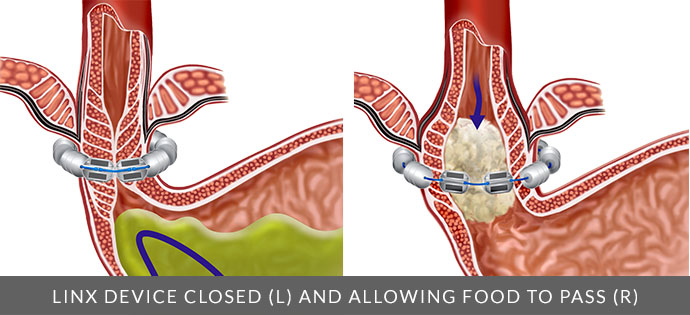 LINX DEVICE CLOSED (L) AND ALLOWING FOOD TO PASS (R)